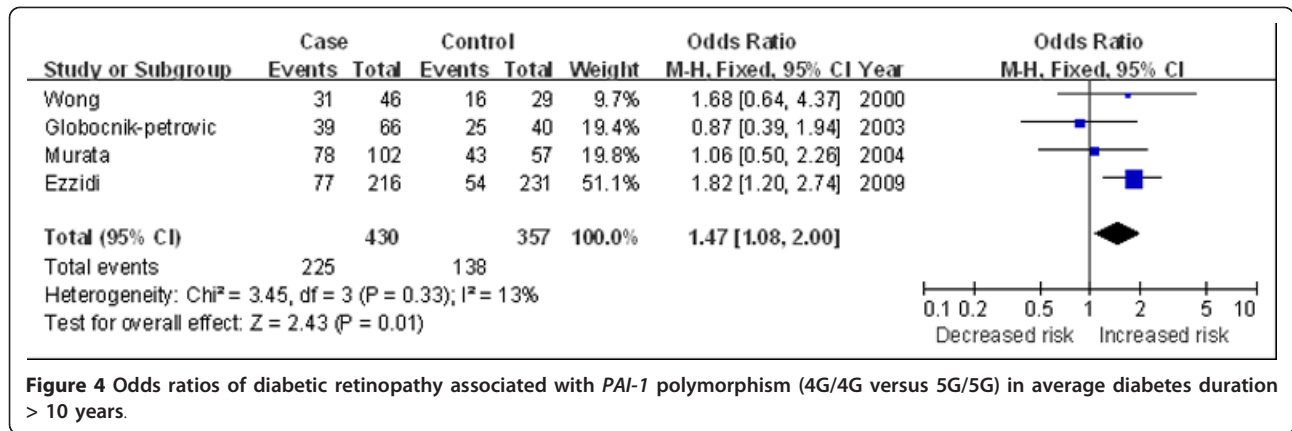 Case Control Odds Ratio Odds Ratio
Study or Subgroup Events Total Events Total Weight M-H, Fixed, 95% CI Year M-H, Fixed, 95% CI
Wong 31 46 16 29 9.7% 1.68 [0.64, 4.37] 2000
Globocnik-petrovic 39 66 25 40 19.4% 0.87 [0.39, 1.94] 2003
Murata 78 102 43 57 19.8% 1.06 [0.50, 2.26] 2004
Ezzidi 77 216 54 231 51.1% 1.82 [1.20, 2.74] 2009
Total (95% CI) 430 357 100.0% 1.47 [1.08, 2.00]
Total events 225 138
Heterogeneity: Chi² = 3.45, df = 3 (P = 0.33); I² = 13%
Test for overall effect: Z = 2.43 (P = 0.01)
0.1 0.2 0.5 1 2 5 10
Decreased risk Increased risk
Figure 4 Odds ratios of diabetic retinopathy associated with PAI-1 polymorphism (4G/4G versus 5G/5G) in average diabetes duration
> 10 years.